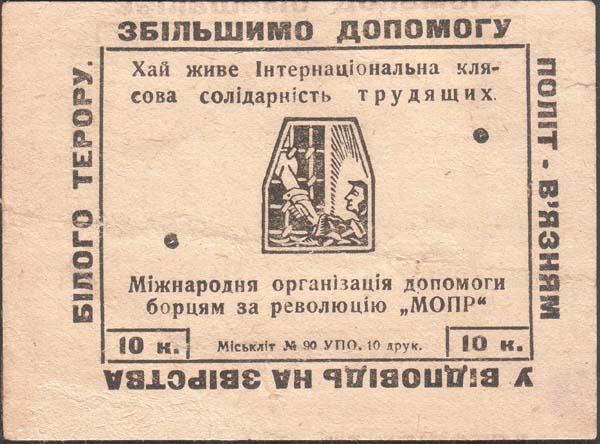 ЗБІЛЬШИМО ДОПОМОГУ
ПОЛІТ - В'ЯЗНЯМ
У ВІДПОВІДЬ НА ЗВІРСТВА
БІЛОГО ТЕРОРУ.
Хай живе Інтернаціональна кля-
сова солідарність трудящих.
Міжнародня організація допомоги
борцям за революцію „МОПР“
10 к.
Міськліт № 90 УПО. 10 друк.
10 к.